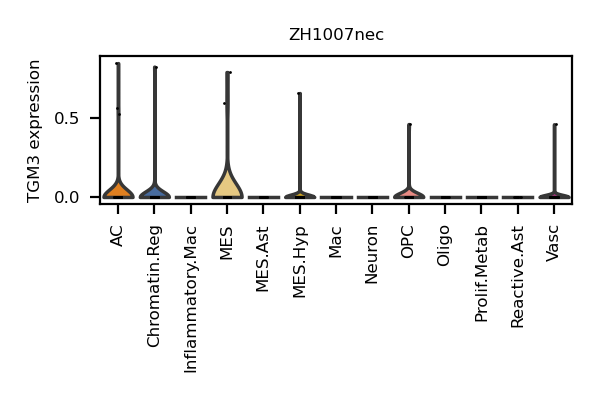 ZH1007nec
TGM3 expression
0.5
0.0
AC
Chromatin.Reg
Inflammatory.Mac
MES
MES.Ast
MES.Hyp
Mac
Neuron
OPC
Oligo
Prolif.Metab
Reactive.Ast
Vasc